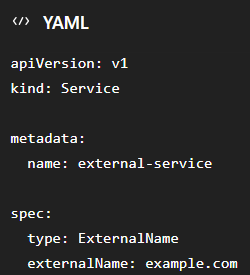 </> YAML
apiVersion: v1
kind: Service
metadata:
  name: external-service
spec:
  type: ExternalName
  externalName: example.com